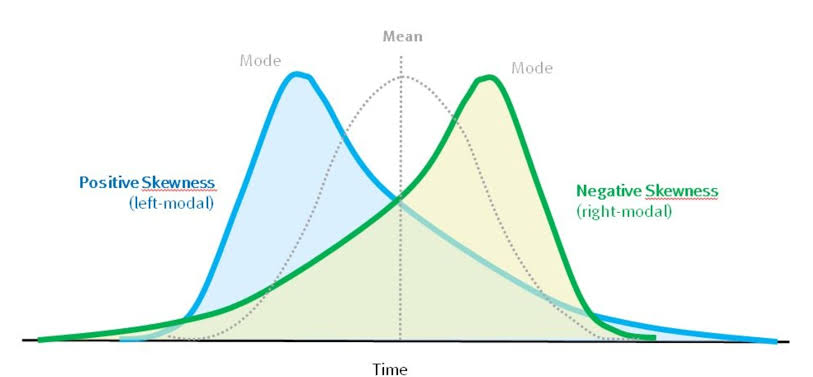 Mean
Mode
Mode
Positive Skewness
(left-modal)
Negative Skewness
(right-modal)
Time